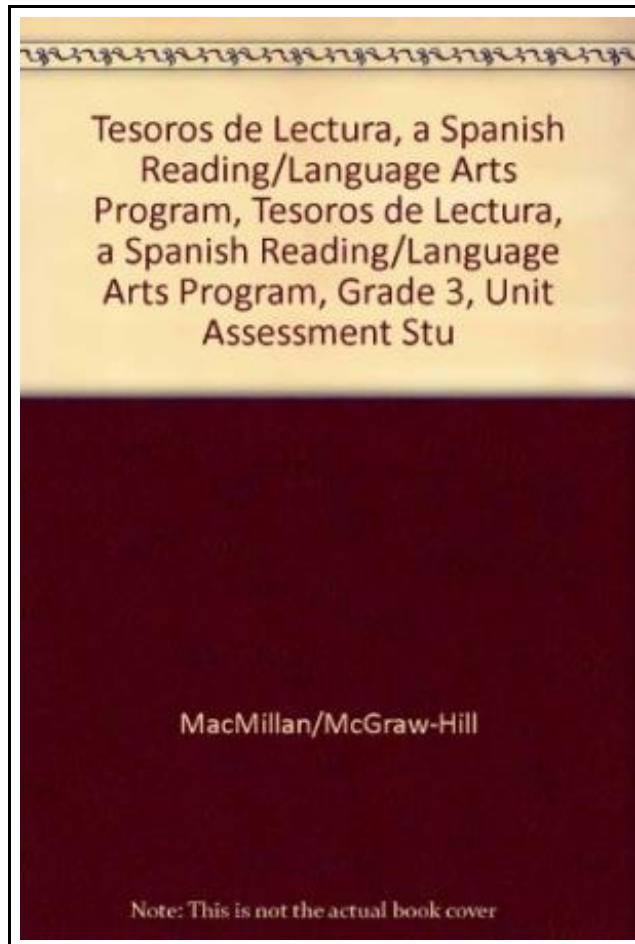 Tesoros de Lectura, a Spanish
Reading/Language Arts
Program, Tesoros de Lectura,
a Spanish Reading/Language
Arts Program, Grade 3, Unit
Assessment Stu
MacMillan/McGraw-Hill
Note: This is not the actual book cover